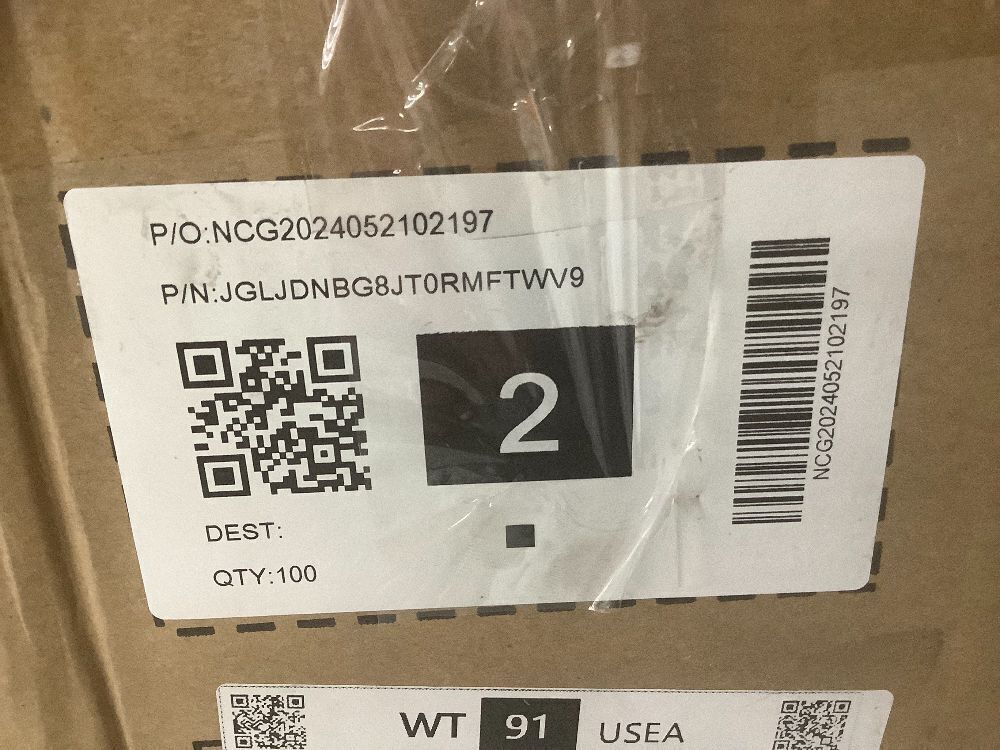 P/O:NCG2024052102197
P/N:JGLJDNBG8JT0RMFTWV9
2
NCG2024052102197
DEST:
QTY:100
WT 91 USEA